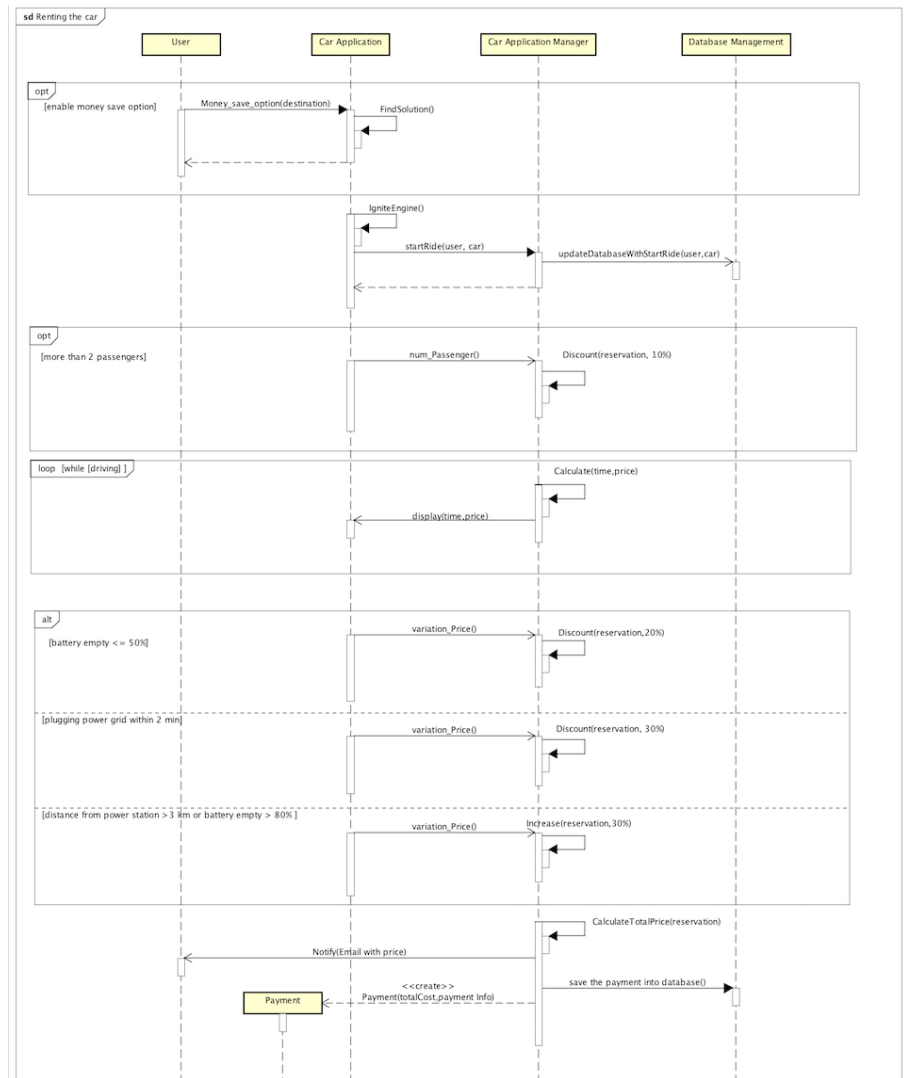 sd Renting the car
User
Car Application
Car Application Manager
Database Management
opt
[enable money save option]
Money_save_option(destination)
FindSolution()
IgniteEngine()
startRide(user, car)
updateDatabaseWithStartRide(user,car)
opt
[more than 2 passengers]
num_Passenger()
Discount(reservation, 10%)
loop [while [driving] ]
Calculate(time,price)
display(time,price)
alt
[battery empty <= 50%]
variation_Price()
Discount(reservation,20%)
[plugging power grid within 2 min]
variation_Price()
Discount(reservation, 30%)
[distance from power station >3 km or battery empty > 80% ]
variation_Price()
Increase(reservation,30%)
CalculateTotalPrice(reservation)
Notify(Email with price)
save the payment into database()
<<create>>
Payment(totalCost,payment Info)
Payment